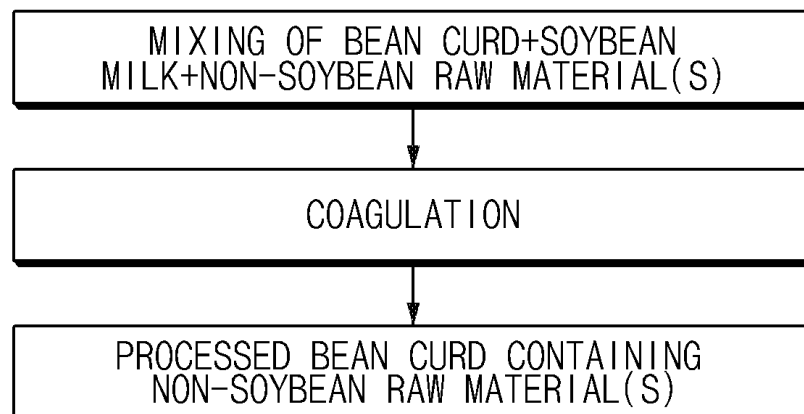 MIXING OF BEAN CURD+SOYBEAN
MILK+NON-SOYBEAN RAW MATERIAL(S)
COAGULATION
PROCESSED BEAN CURD CONTAINING
NON-SOYBEAN RAW MATERIAL(S)